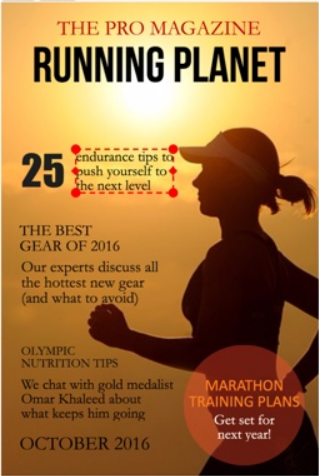 THE PRO MAGAZINE
RUNNING PLANET
25
endurance tips to
push yourself to
the next level
THE BEST
GEAR OF 2016
Our experts discuss all
the hottest new gear
(and what to avoid)
OLYMPIC
NUTRITION TIPS
We chat with gold medalist
Omar Khaleed about
what keeps him going
MARATHON
TRAINING PLANS
Get set for
next year!
OCTOBER 2016